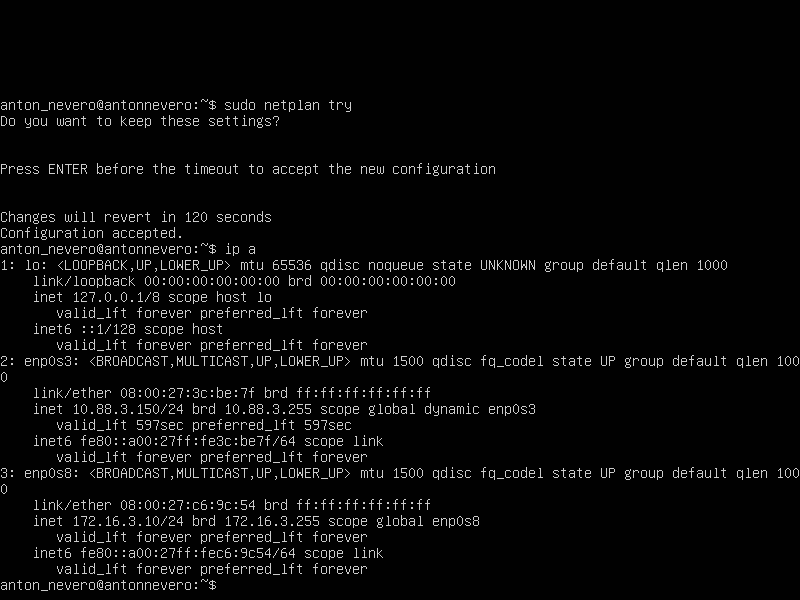 anton_nevero@antonnevero:~$ sudo netplan try
Do you want to keep these settings?
Press ENTER before the timeout to accept the new configuration
Changes will revert in 120 seconds
Configuration accepted.
anton_nevero@antonnevero:~$ ip a
1: lo: <LOOPBACK,UP,LOWER_UP> mtu 65536 qdisc noqueue state UNKNOWN group default qlen 1000
    link/loopback 00:00:00:00:00:00 brd 00:00:00:00:00:00
    inet 127.0.0.1/8 scope host lo
       valid_lft forever preferred_lft forever
    inet6 ::1/128 scope host
       valid_lft forever preferred_lft forever
2: enp0s3: <BROADCAST,MULTICAST,UP,LOWER_UP> mtu 1500 qdisc fq_codel state UP group default qlen 100
0
    link/ether 08:00:27:3c:be:7f brd ff:ff:ff:ff:ff:ff
    inet 10.88.3.150/24 brd 10.88.3.255 scope global dynamic enp0s3
       valid_lft 597sec preferred_lft 597sec
    inet6 fe80::a00:27ff:fe3c:be7f/64 scope link
       valid_lft forever preferred_lft forever
3: enp0s8: <BROADCAST,MULTICAST,UP,LOWER_UP> mtu 1500 qdisc fq_codel state UP group default qlen 100
0
    link/ether 08:00:27:c6:9c:54 brd ff:ff:ff:ff:ff:ff
    inet 172.16.3.10/24 brd 172.16.3.255 scope global enp0s8
       valid_lft forever preferred_lft forever
    inet6 fe80::a00:27ff:fec6:9c54/64 scope link
       valid_lft forever preferred_lft forever
anton_nevero@antonnevero:~$